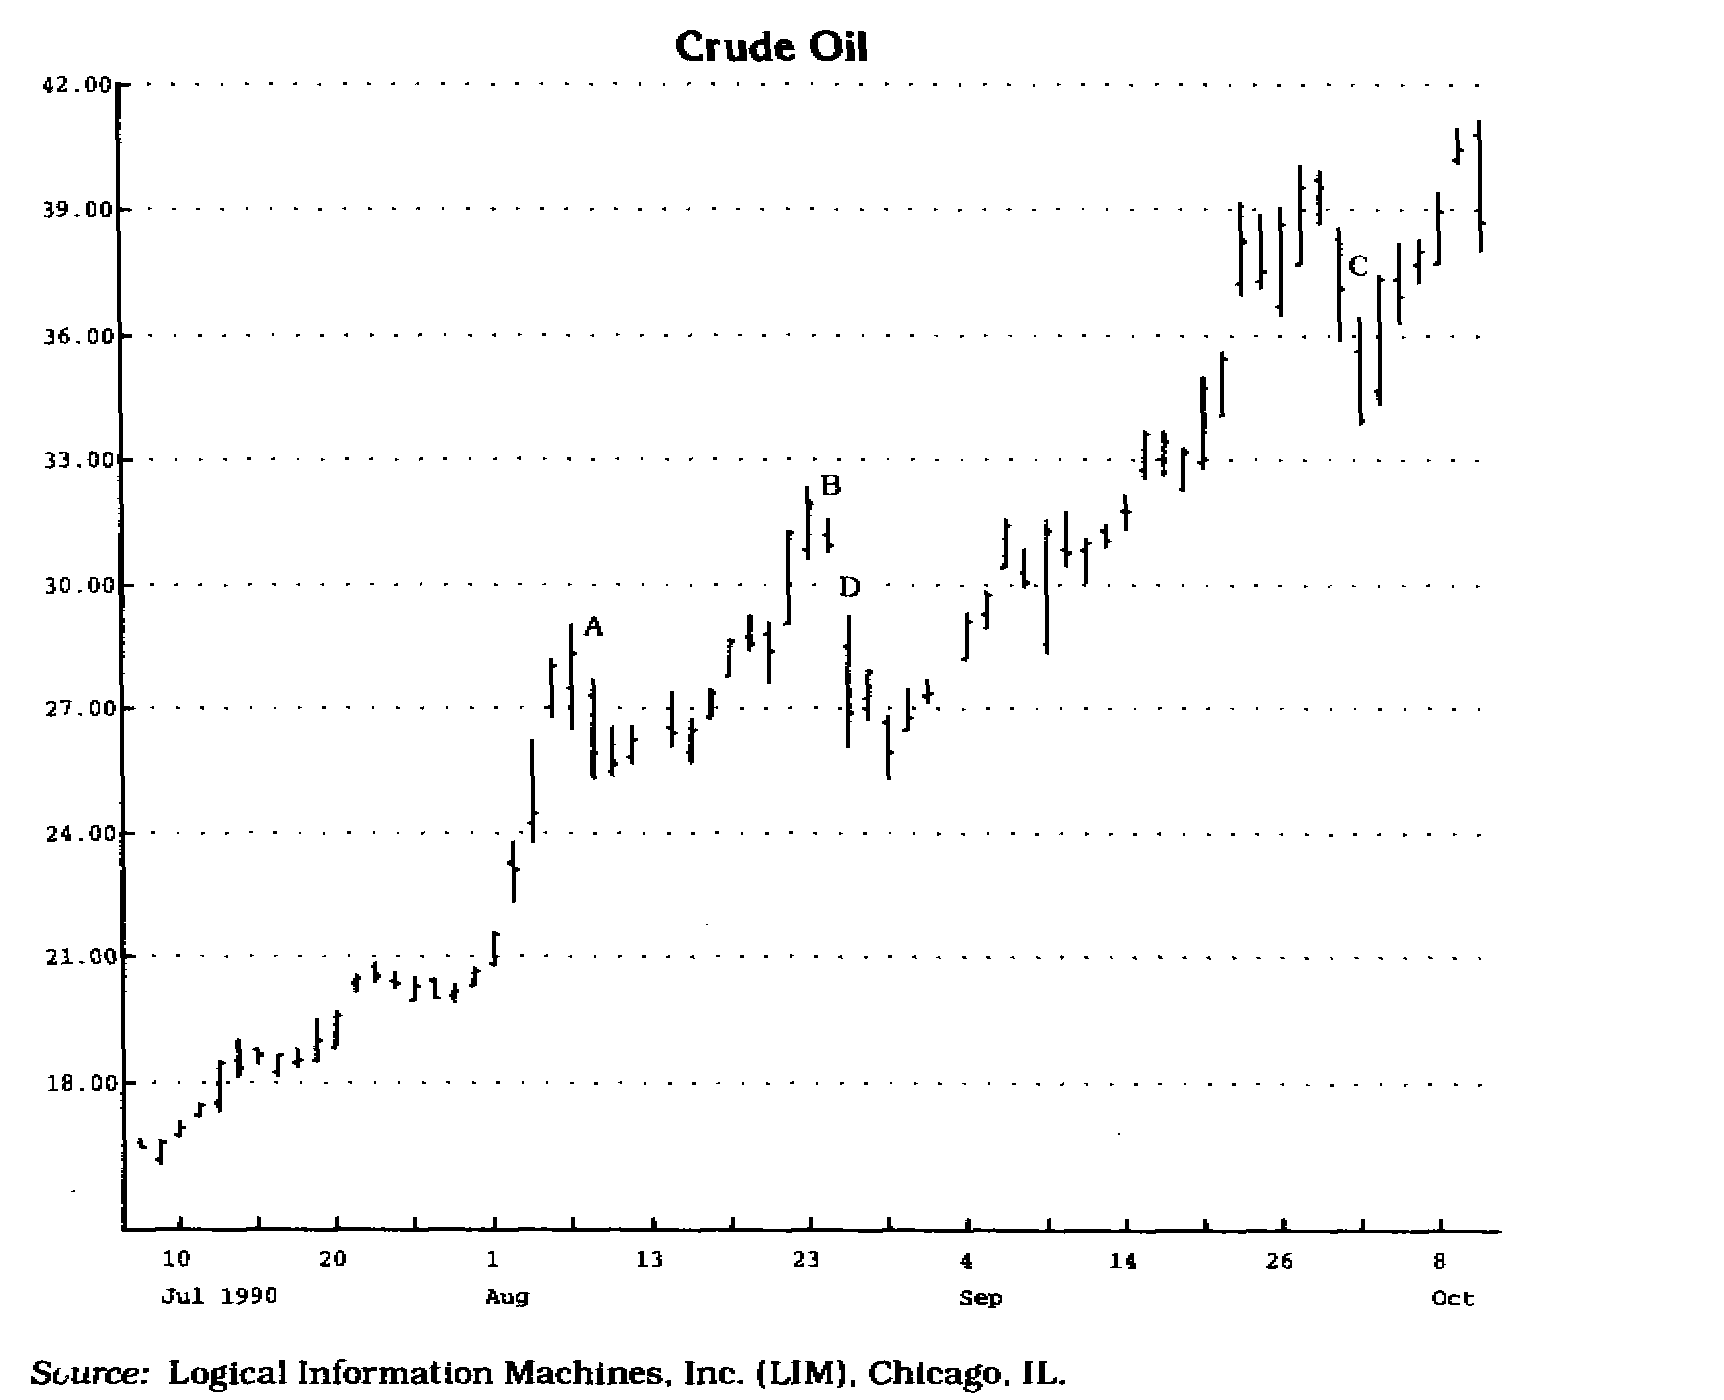 Crude Oil
42.00
39.00
C
36.00
33.00
B
30.00
D
A
27.00
24.00
21.00
18.00
10 20 1 13 23 4 14 26 8
Jul 1990 Aug Sep Oct
Source: Logical Information Machines, Inc. (LIM), Chicago, IL.